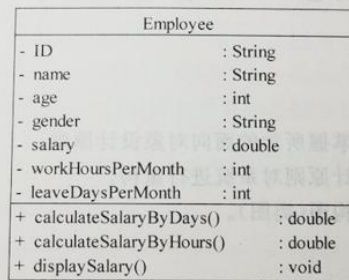 Employee
- ID : String
- name : String
- age : int
- gender : String
- salary : double
- workHoursPerMonth : int
- leaveDaysPerMonth : int
+ calculateSalaryByDays() : double
+ calculateSalaryByHours() : double
+ displaySalary() : void